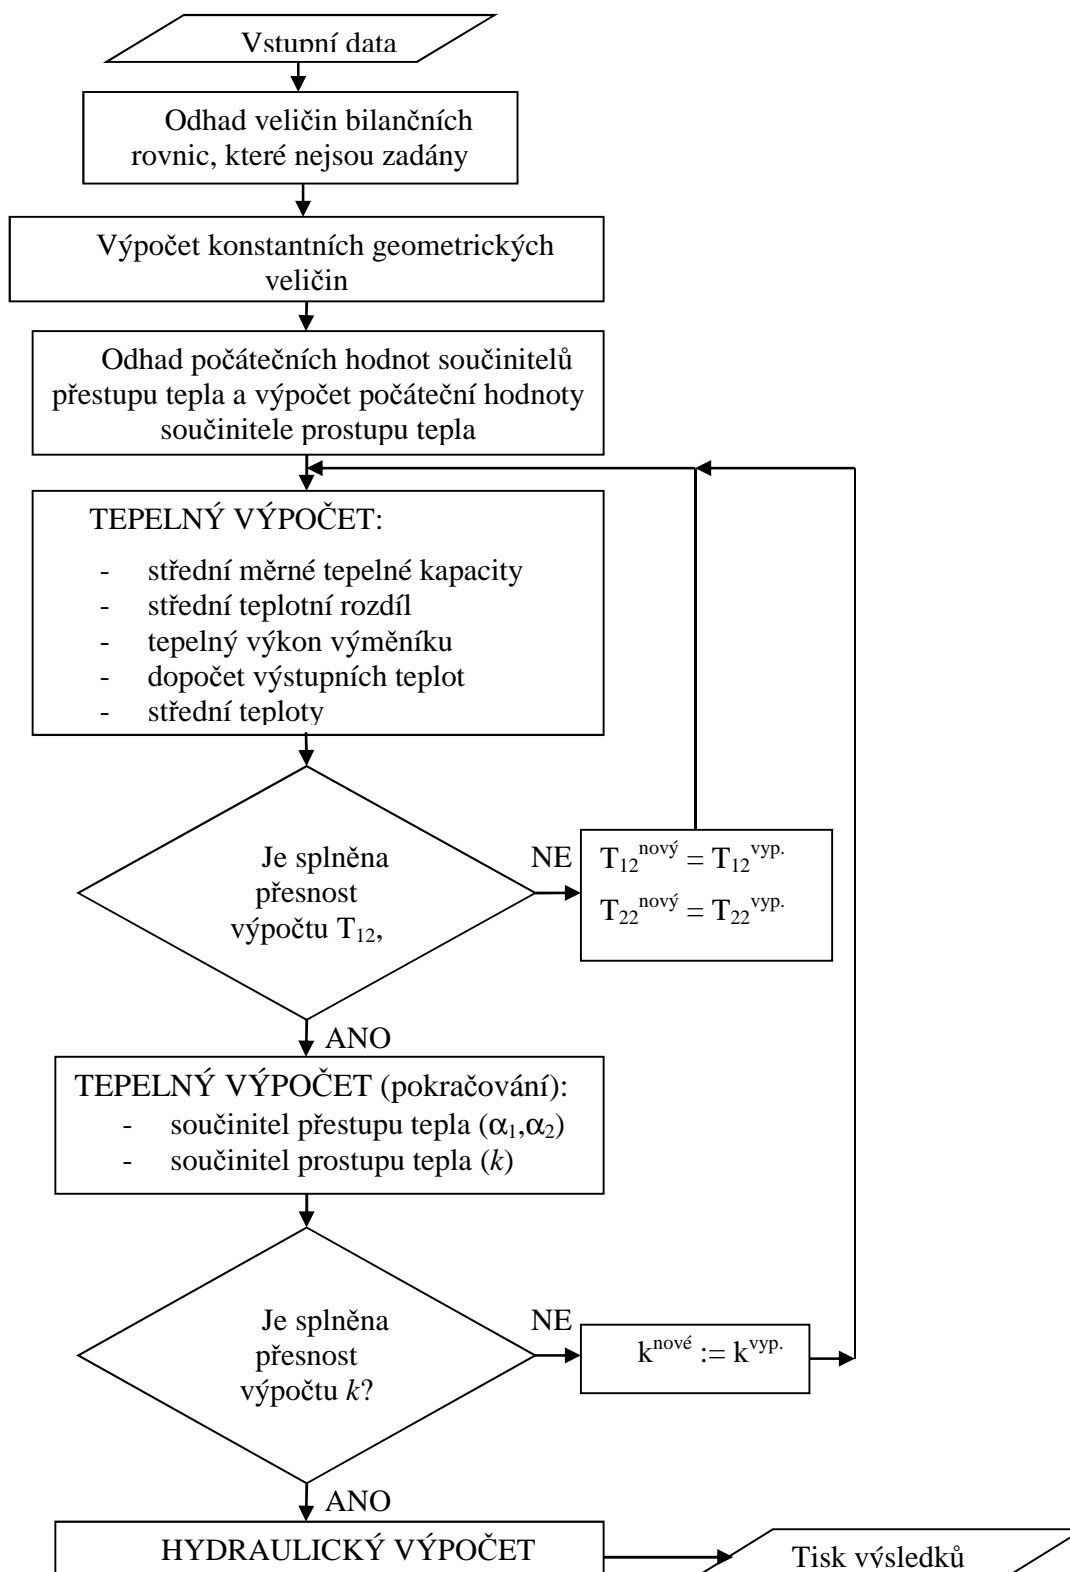 Vstupní data
Odhad veličin bilančních
rovnic, které nejsou zadány
Výpočet konstantních geometrických
veličin
Odhad počátečních hodnot součinitelů
přestupu tepla a výpočet počáteční hodnoty
součinitele prostupu tepla
TEPELNÝ VÝPOČET:
- střední měrné tepelné kapacity
- střední teplotní rozdíl
- tepelný výkon výměníku
- dopočet výstupních teplot
- střední teploty
Je splněna
přesnost
výpočtu T₁₂,
NE
T₁₂ⁿᵒᵛý = T₁₂ᵛʸᵖ·
T₂₂ⁿᵒᵛý = T₂₂ᵛʸᵖ·
ANO
TEPELNÝ VÝPOČET (pokračování):
- součinitel přestupu tepla (α₁,α₂)
- součinitel prostupu tepla (k)
Je splněna
přesnost
výpočtu k?
NE
kⁿᵒᵛé := kᵛʸᵖ·
ANO
HYDRAULICKÝ VÝPOČET
Tisk výsledků